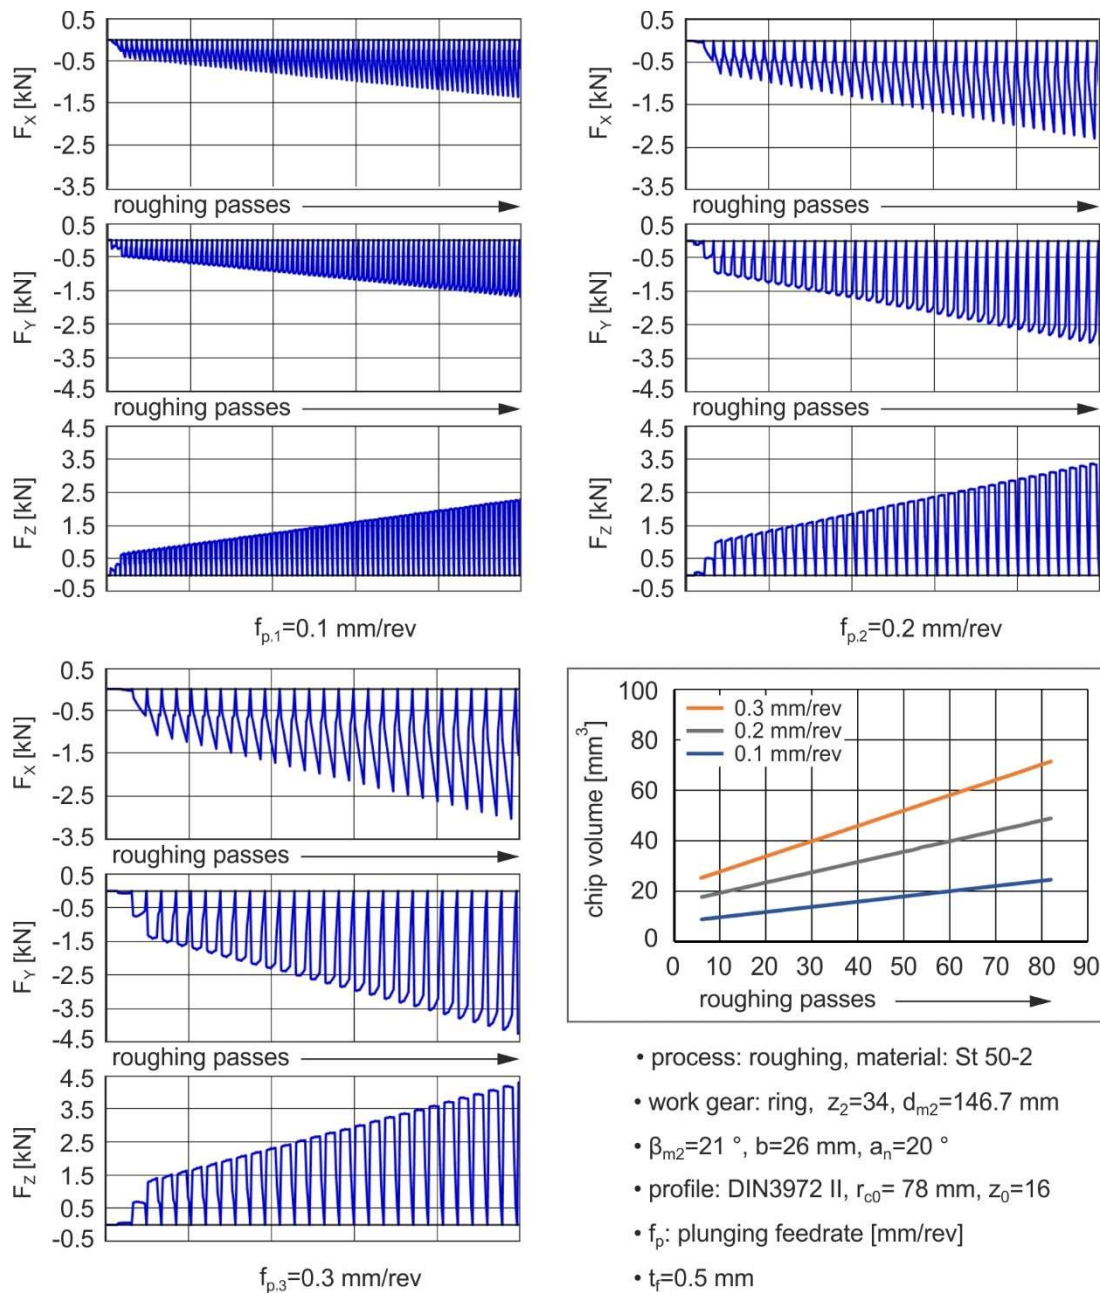 0.5
-0.5
-1.5
-2.5
-3.5
F_X [kN]
roughing passes
0.5
-0.5
-1.5
-2.5
-3.5
-4.5
F_Y [kN]
roughing passes
4.5
3.5
2.5
1.5
0.5
-0.5
F_Z [kN]
f_p,1=0.1 mm/rev
0.5
-0.5
-1.5
-2.5
-3.5
F_X [kN]
roughing passes
0.5
-0.5
-1.5
-2.5
-3.5
-4.5
F_Y [kN]
roughing passes
4.5
3.5
2.5
1.5
0.5
-0.5
F_Z [kN]
f_p,2=0.2 mm/rev
0.5
-0.5
-1.5
-2.5
-3.5
F_X [kN]
roughing passes
0.5
-0.5
-1.5
-2.5
-3.5
-4.5
F_Y [kN]
roughing passes
4.5
3.5
2.5
1.5
0.5
-0.5
F_Z [kN]
f_p,3=0.3 mm/rev
100
80
60
40
20
0
chip volume [mm³]
0.3 mm/rev
0.2 mm/rev
0.1 mm/rev
0 10 20 30 40 50 60 70 80 90
roughing passes
• process: roughing, material: St 50-2
• work gear: ring, z₂=34, d_m2=146.7 mm
• β_m2=21 °, b=26 mm, a_n=20 °
• profile: DIN3972 II, r_c0= 78 mm, z₀=16
• f_p: plunging feedrate [mm/rev]
• t_f=0.5 mm